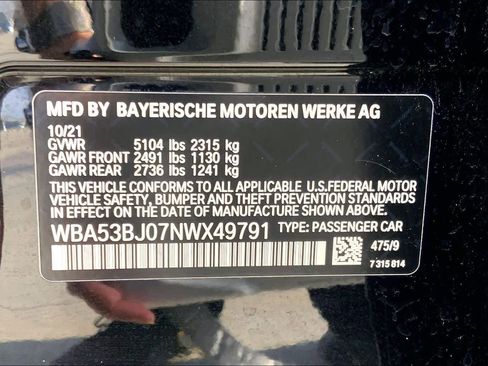 MFD BY BAYERISCHE MOTOREN WERKE AG
10/21
GVWR 5104 lbs 2315 kg
GAWR FRONT 2491 lbs 1130 kg
GAWR REAR 2736 lbs 1241 kg
THIS VEHICLE CONFORMS TO ALL APPLICABLE U.S.FEDERAL MOTOR
VEHICLE SAFETY, BUMPER AND THEFT PREVENTION STANDARDS
IN EFFECT ON THE DATE OF MANUFACTURE SHOWN ABOVE.
WBA53BJ07NWX49791 TYPE: PASSENGER CAR
475/9
7 315 814